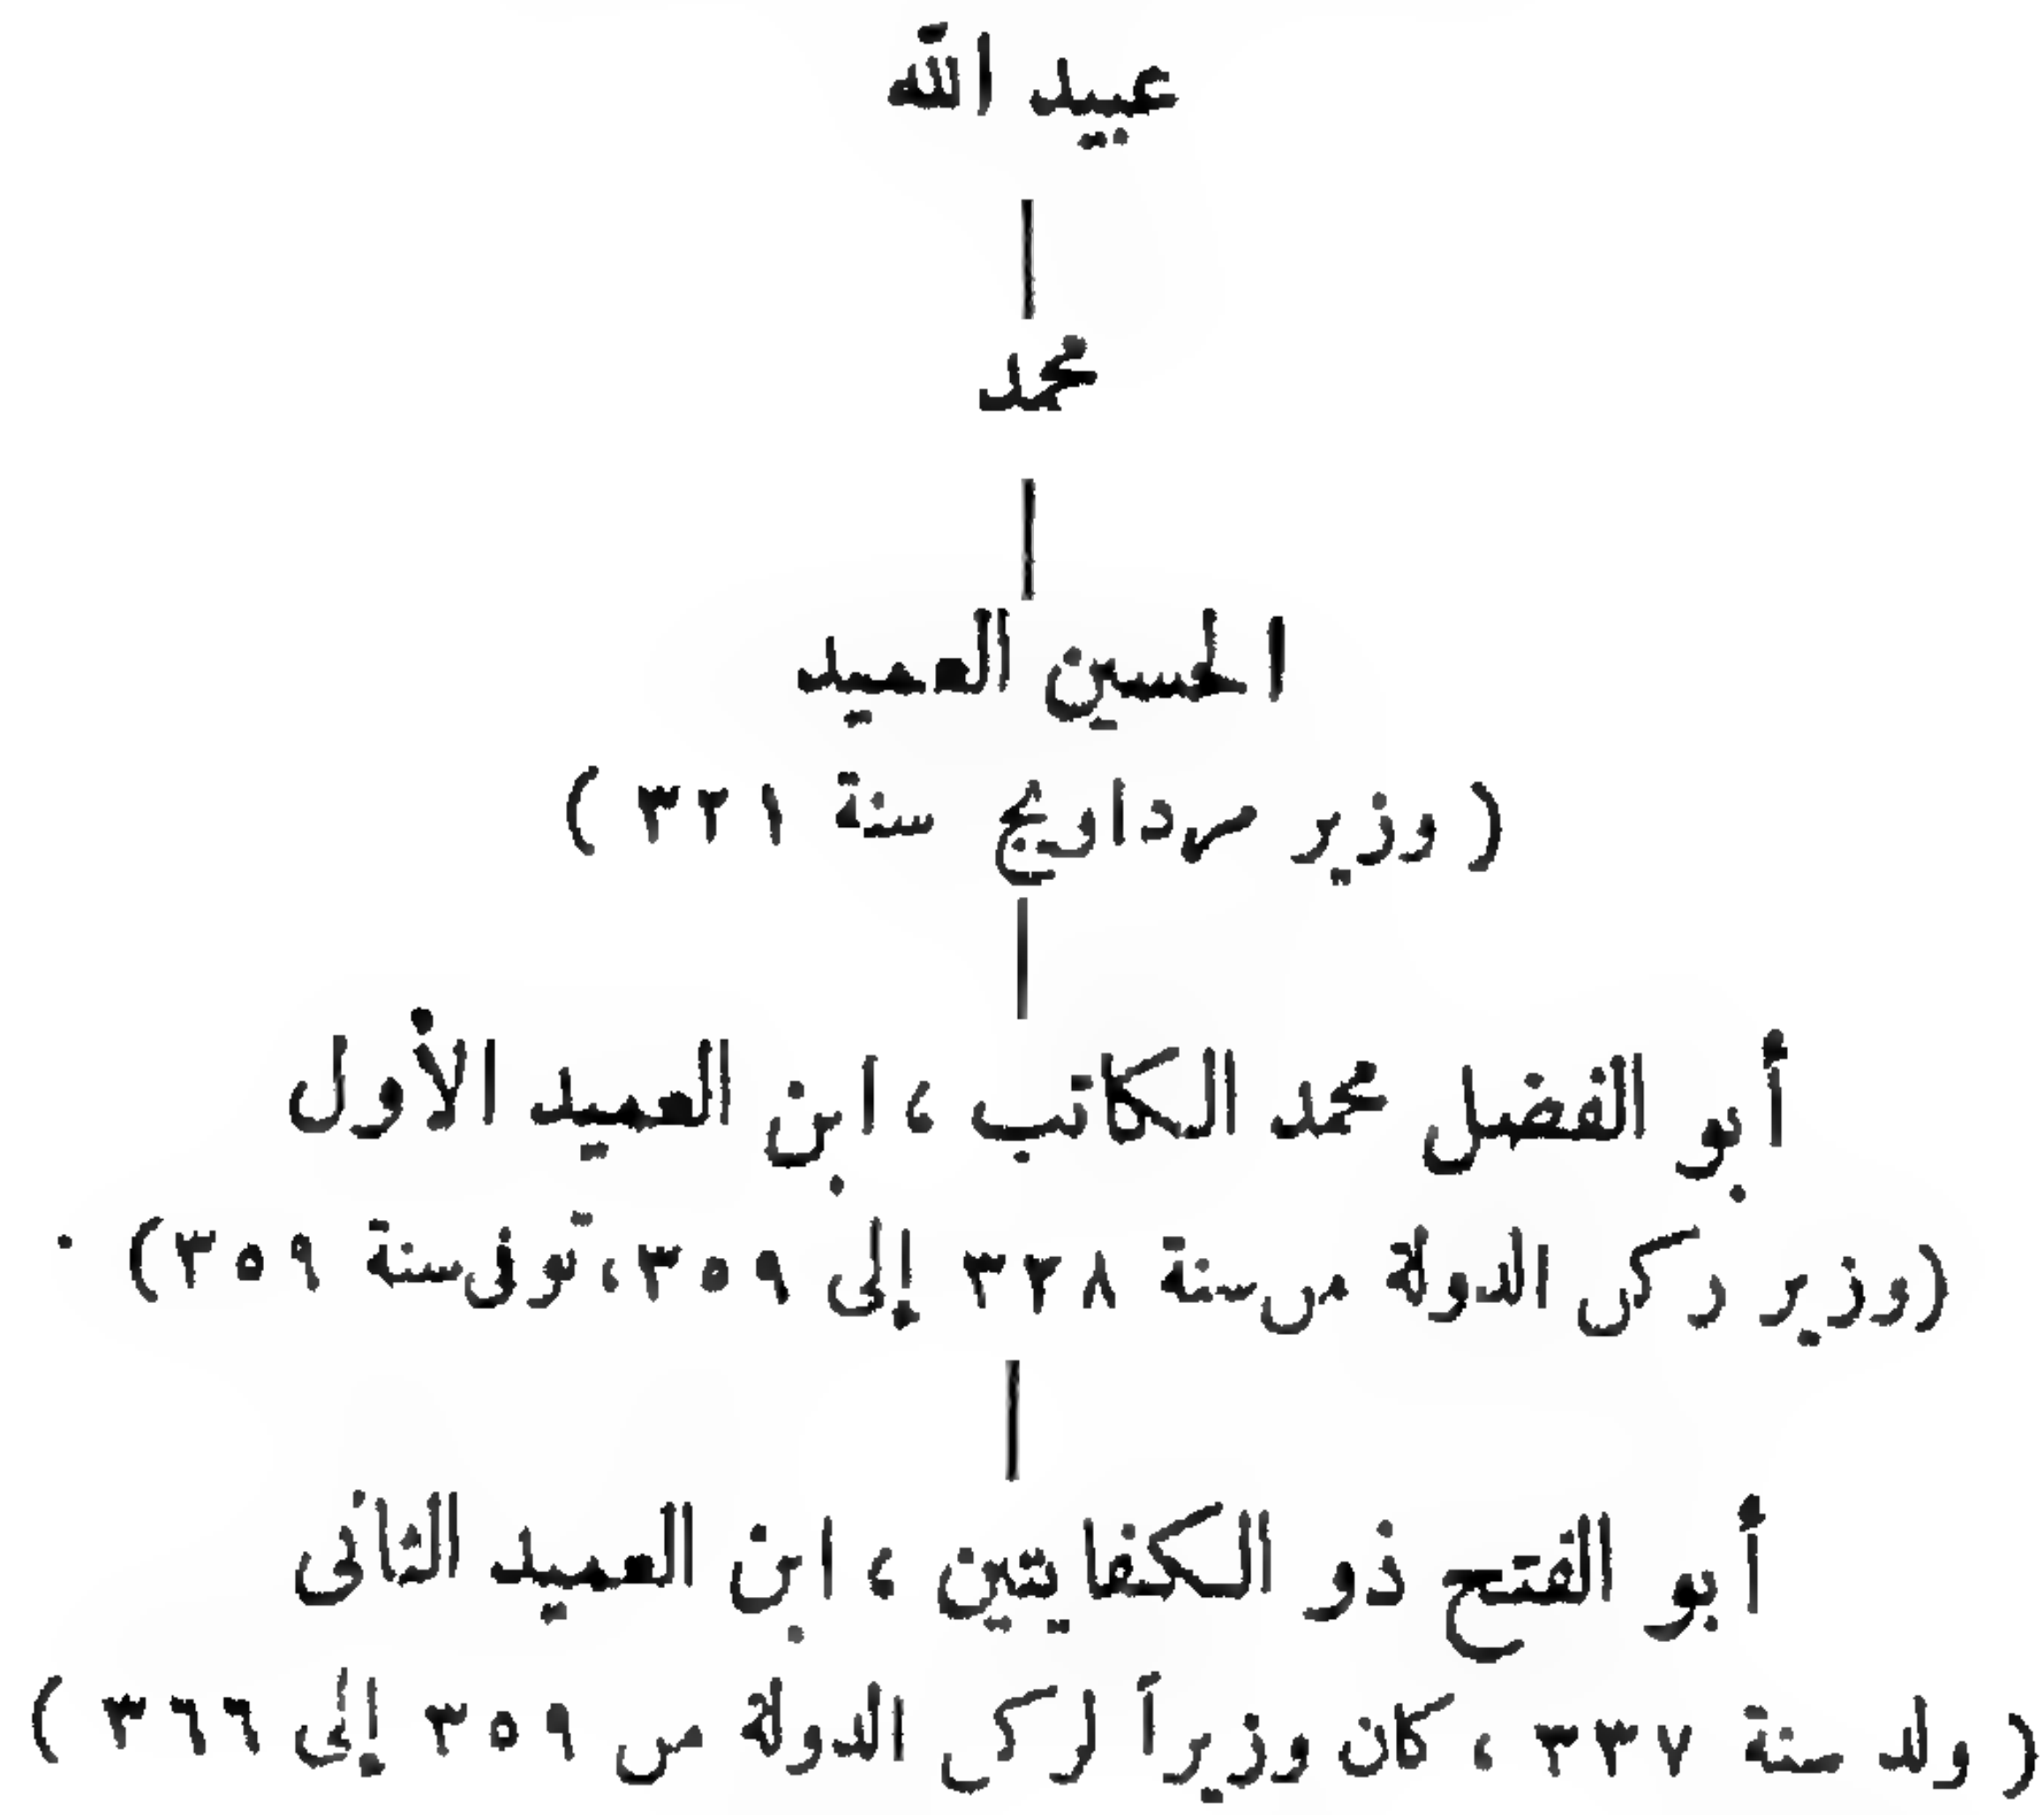 عبيد الله
محمد
الحسين العميد
( وزير مرداويج سنة ٣٢١ )
أبو الفضل محمد الكاتب ، ابن العميد الأول
(وزير ركن الدولة من سنة ٣٢٨ إلى ٣٥٩، توفى سنة ٣٥٩) ٠
أبو الفتح ذو الكفايتين ، ابن العميد الثانى
( ولد سنة ٣٣٧ ، كان وزيراً لركن الدولة من ٣٥٩ إلى ٣٦٦ )